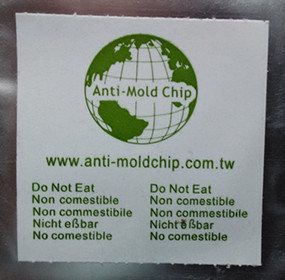 Anti-Mold Chip
www.anti-moldchip.com.tw
Do Not Eat
Non comestible
Non commestibile
Nicht eßbar
No comestible
Do Not Eat
Non comestible
Non commestibile
Nicht eßbar
No comestible